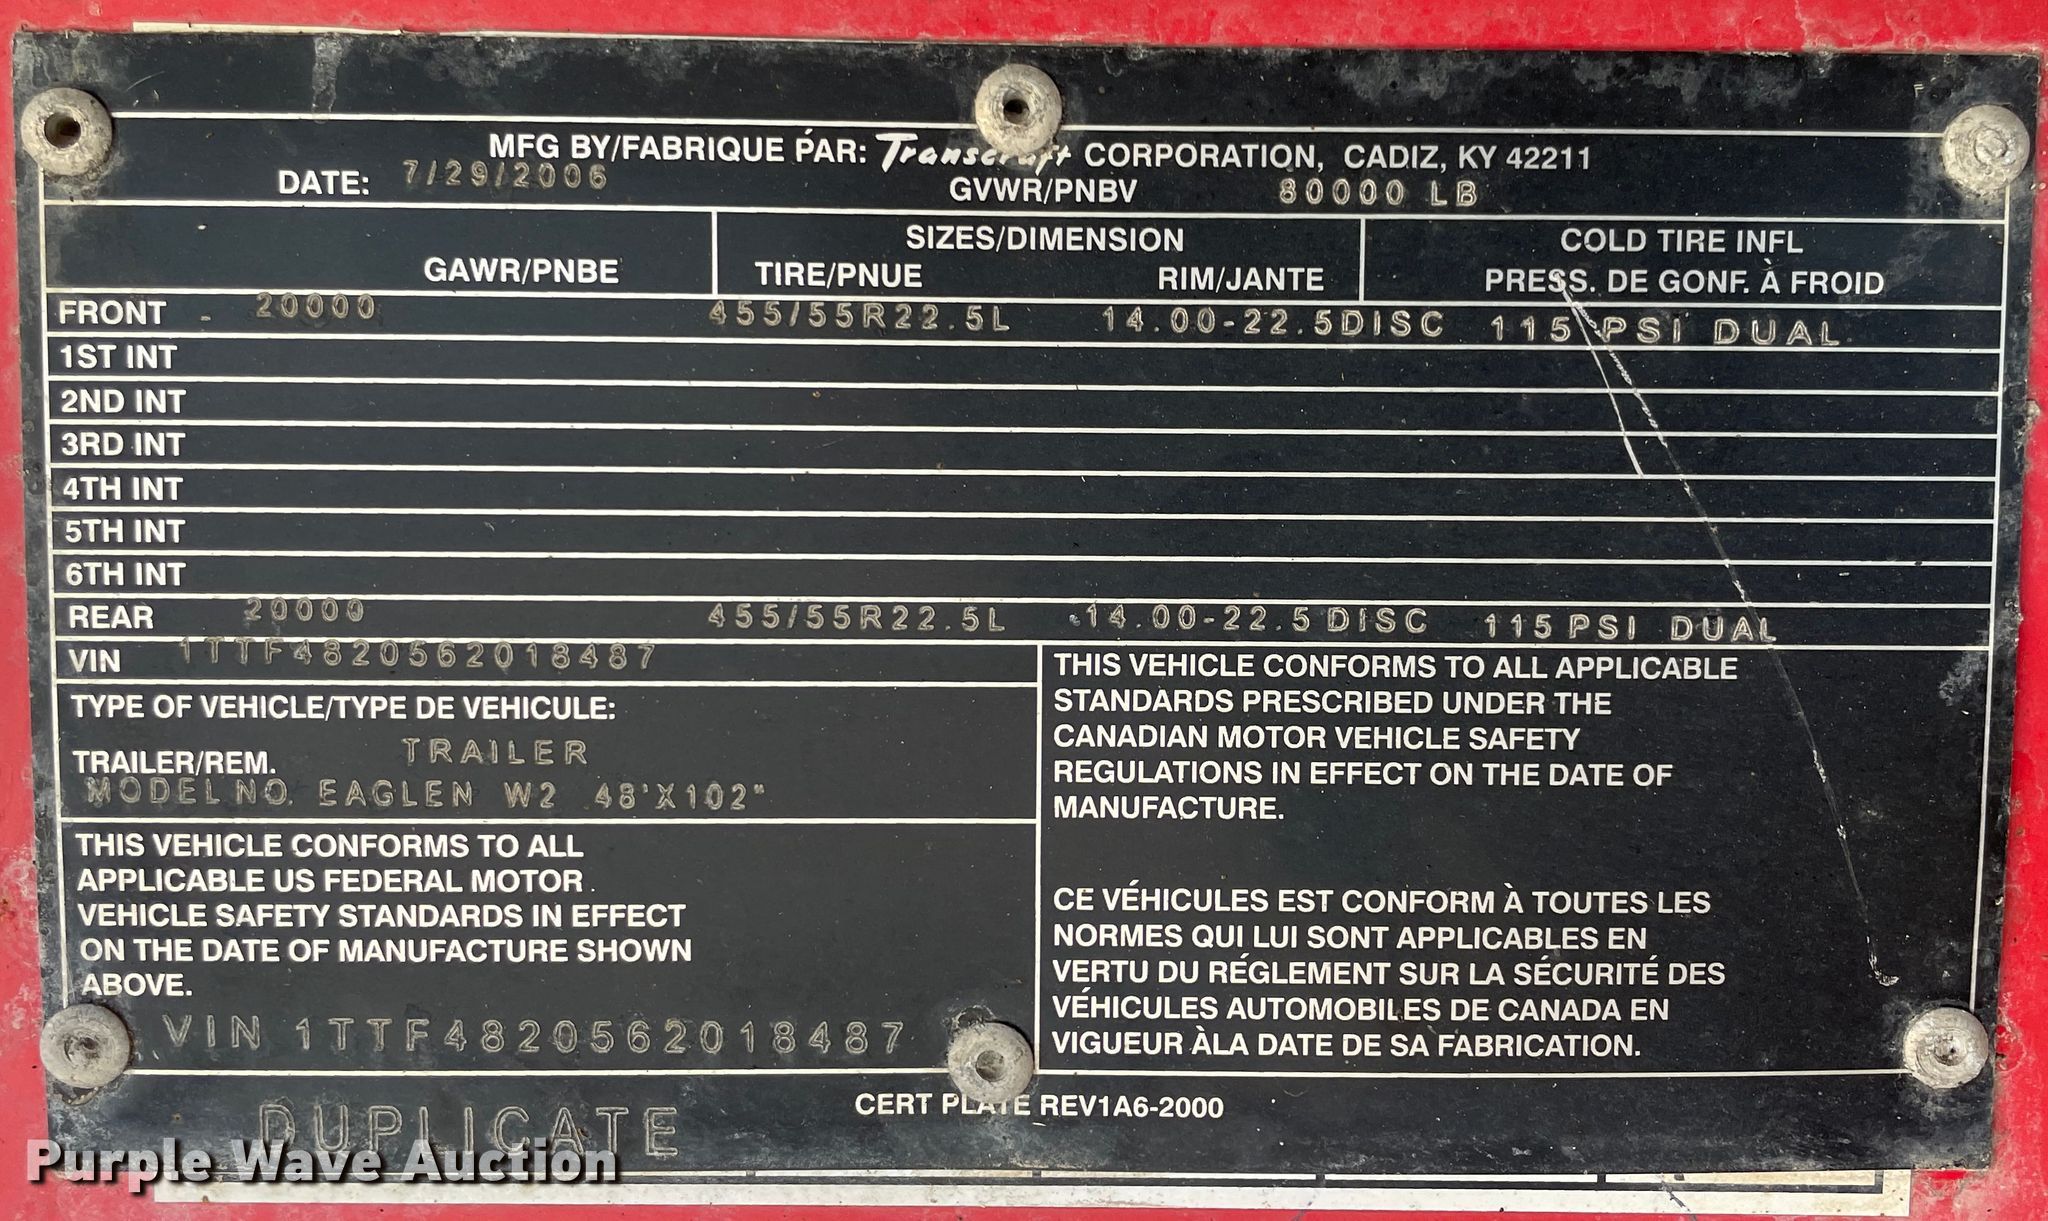 MFG BY/FABRIQUE PAR: Transcraft CORPORATION, CADIZ, KY 42211
DATE: 7/29/2006 GVWR/PNBV 80000 LB
SIZES/DIMENSION COLD TIRE INFL
GAWR/PNBE TIRE/PNUE RIM/JANTE PRESS. DE GONF. À FROID
FRONT 20000 455/55R22.5L 14.00-22.5DISC 115 PSI DUAL
1ST INT
2ND INT
3RD INT
4TH INT
5TH INT
6TH INT
REAR 20000 455/55R22.5L 14.00-22.5DISC 115PSI DUAL
VIN 1TTF4820562018487
TYPE OF VEHICLE/TYPE DE VEHICULE:
TRAILER/REM. TRAILER
MODEL NO. EAGLEN W2 48'X102"
THIS VEHICLE CONFORMS TO ALL
APPLICABLE US FEDERAL MOTOR
VEHICLE SAFETY STANDARDS IN EFFECT
ON THE DATE OF MANUFACTURE SHOWN
ABOVE.
VIN 1TTF4820562018487
THIS VEHICLE CONFORMS TO ALL APPLICABLE
STANDARDS PRESCRIBED UNDER THE
CANADIAN MOTOR VEHICLE SAFETY
REGULATIONS IN EFFECT ON THE DATE OF
MANUFACTURE.
CE VÉHICULES EST CONFORM À TOUTES LES
NORMES QUI LUI SONT APPLICABLES EN
VERTU DU RÉGLEMENT SUR LA SÉCURITÉ DES
VÉHICULES AUTOMOBILES DE CANADA EN
VIGUEUR ÀLA DATE DE SA FABRICATION.
CERT PLATE REV1A6-2000
DUPLICATE
Purple Wave Auction